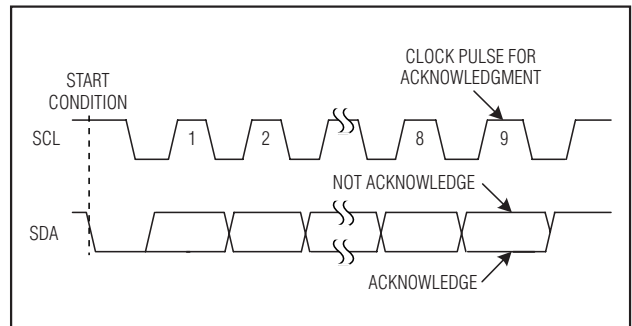 START
CONDITION
CLOCK PULSE FOR
ACKNOWLEDGMENT
SCL
1
2
8
9
NOT ACKNOWLEDGE
SDA
ACKNOWLEDGE